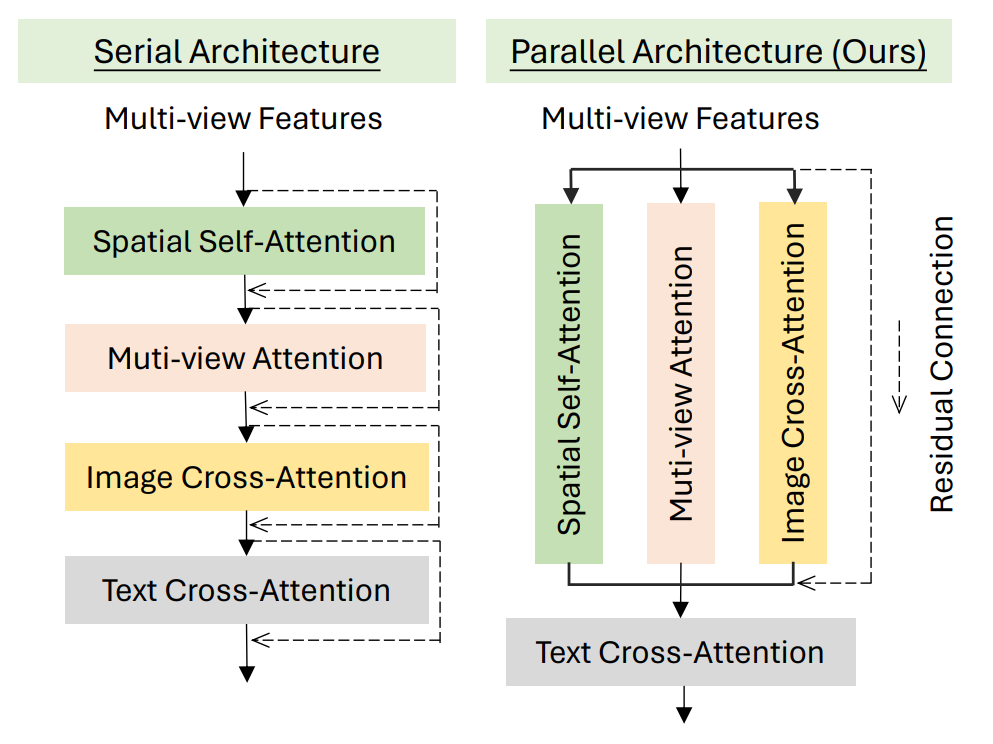 Serial Architecture
Multi-view Features
Spatial Self-Attention
Muti-view Attention
Image Cross-Attention
Text Cross-Attention
Parallel Architecture (Ours)
Multi-view Features
Spatial Self-Attention
Muti-view Attention
Image Cross-Attention
Residual Connection
Text Cross-Attention